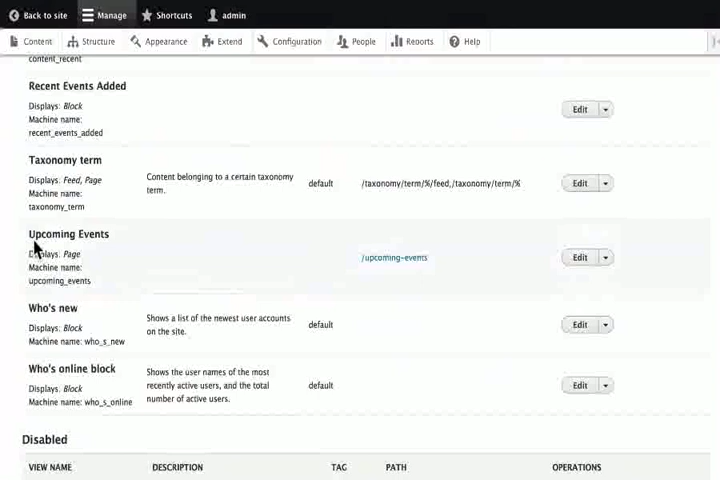 Back to site Manage Shortcuts admin
Content Structure Appearance Extend Configuration People Reports Help
content_recent
Recent Events Added
Displays: Block
Machine name:
recent_events_added
Edit
Taxonomy term
Displays: Feed, Page
Machine name:
taxonomy_term
Content belonging to a certain taxonomy
term.
default
/taxonomy/term/%/feed,/taxonomy/term/%
Edit
Upcoming Events
Displays: Page
Machine name:
upcoming_events
/upcoming-events
Edit
Who's new
Displays: Block
Machine name: who_s_new
Shows a list of the newest user accounts
on the site.
default
Edit
Who's online block
Displays: Block
Machine name: who_s_online
Shows the user names of the most
recently active users, and the total
number of active users.
default
Edit
Disabled
VIEW NAME DESCRIPTION TAG PATH OPERATIONS